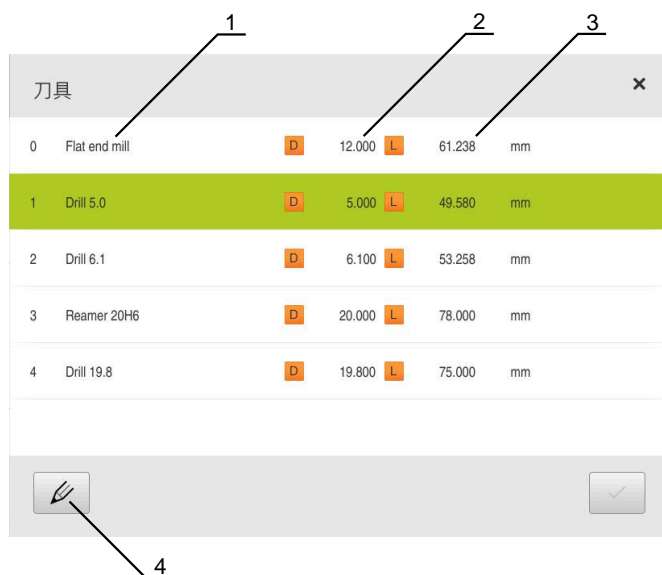 1 2 3
刀具 ×
0 Flat end mill D 12.000 L 61.238 mm
1 Drill 5.0 D 5.000 L 49.580 mm
2 Drill 6.1 D 6.100 L 53.258 mm
3 Reamer 20H6 D 20.000 L 78.000 mm
4 Drill 19.8 D 19.800 L 75.000 mm
4